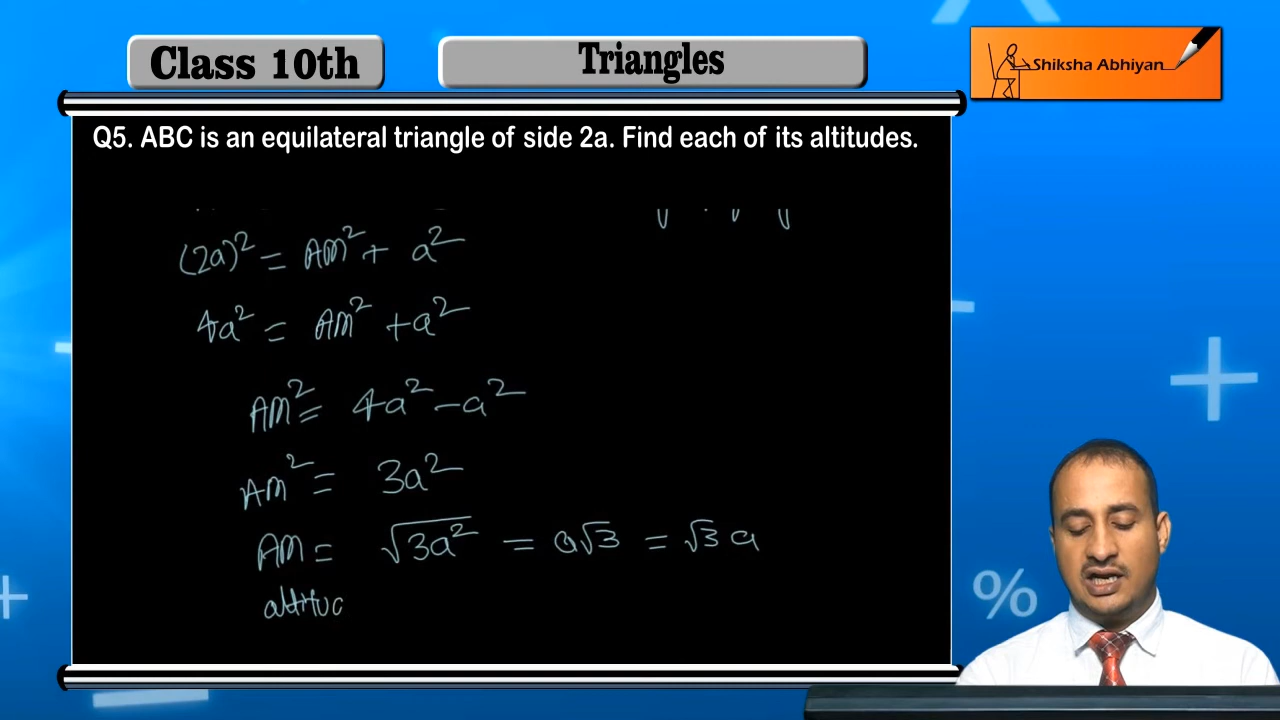 Class 10th
Triangles
Shiksha Abhiyan
Q5. ABC is an equilateral triangle of side 2a. Find each of its altitudes.
(2a)² = AM² + a²
4a² = AM² + a²
AM² = 4a² - a²
AM² = 3a²
AM = √3a² = a√3 = √3 a
altituc
%